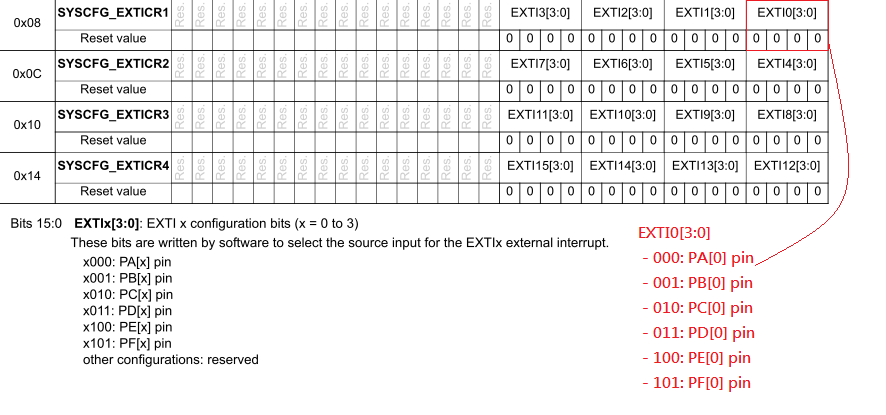 0x08 SYSCFG_EXTICR1 Res. Res. Res. Res. Res. Res. Res. Res. Res. Res. Res. Res. Res. Res. Res. Res. EXTI3[3:0] EXTI2[3:0] EXTI1[3:0] EXTI0[3:0]
Reset value 0 0 0 0 0 0 0 0 0 0 0 0 0 0 0 0
0x0C SYSCFG_EXTICR2 Res. Res. Res. Res. Res. Res. Res. Res. Res. Res. Res. Res. Res. Res. Res. Res. EXTI7[3:0] EXTI6[3:0] EXTI5[3:0] EXTI4[3:0]
Reset value 0 0 0 0 0 0 0 0 0 0 0 0 0 0 0 0
0x10 SYSCFG_EXTICR3 Res. Res. Res. Res. Res. Res. Res. Res. Res. Res. Res. Res. Res. Res. Res. Res. EXTI11[3:0] EXTI10[3:0] EXTI9[3:0] EXTI8[3:0]
Reset value 0 0 0 0 0 0 0 0 0 0 0 0 0 0 0 0
0x14 SYSCFG_EXTICR4 Res. Res. Res. Res. Res. Res. Res. Res. Res. Res. Res. Res. Res. Res. Res. Res. EXTI15[3:0] EXTI14[3:0] EXTI13[3:0] EXTI12[3:0]
Reset value 0 0 0 0 0 0 0 0 0 0 0 0 0 0 0 0
Bits 15:0 EXTIx[3:0]: EXTI x configuration bits (x = 0 to 3)
These bits are written by software to select the source input for the EXTIx external interrupt.
x000: PA[x] pin
x001: PB[x] pin
x010: PC[x] pin
x011: PD[x] pin
x100: PE[x] pin
x101: PF[x] pin
other configurations: reserved
EXTI0[3:0]
- 000: PA[0] pin
- 001: PB[0] pin
- 010: PC[0] pin
- 011: PD[0] pin
- 100: PE[0] pin
- 101: PF[0] pin